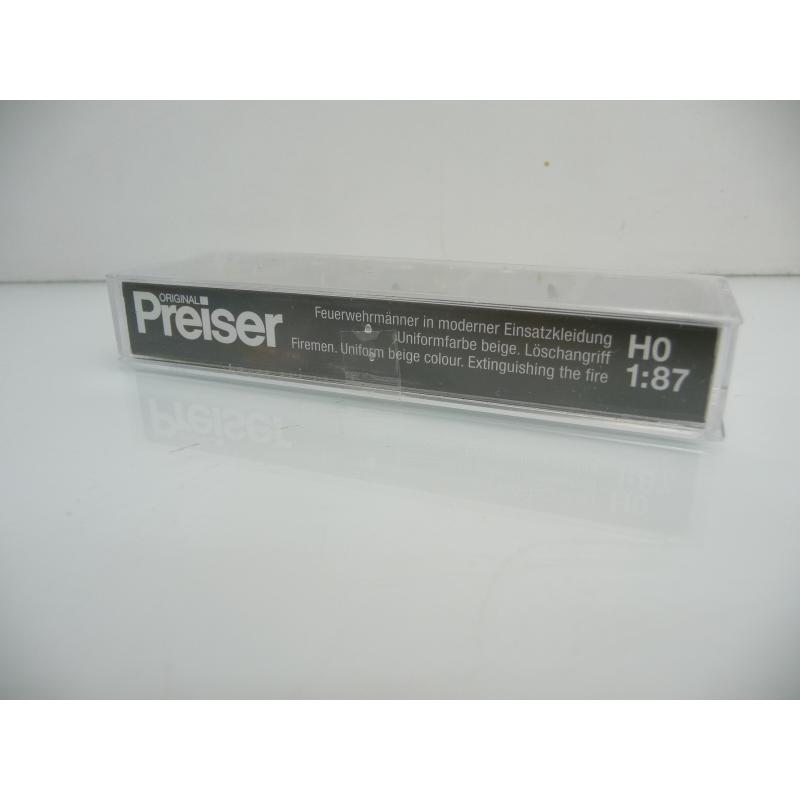 ORIGINAL
Preiser
Feuerwehrmänner in moderner Einsatzkleidung
Uniformfarbe beige. Löschangriff
Firemen. Uniform beige colour. Extinguishing the fire
H0
1:87